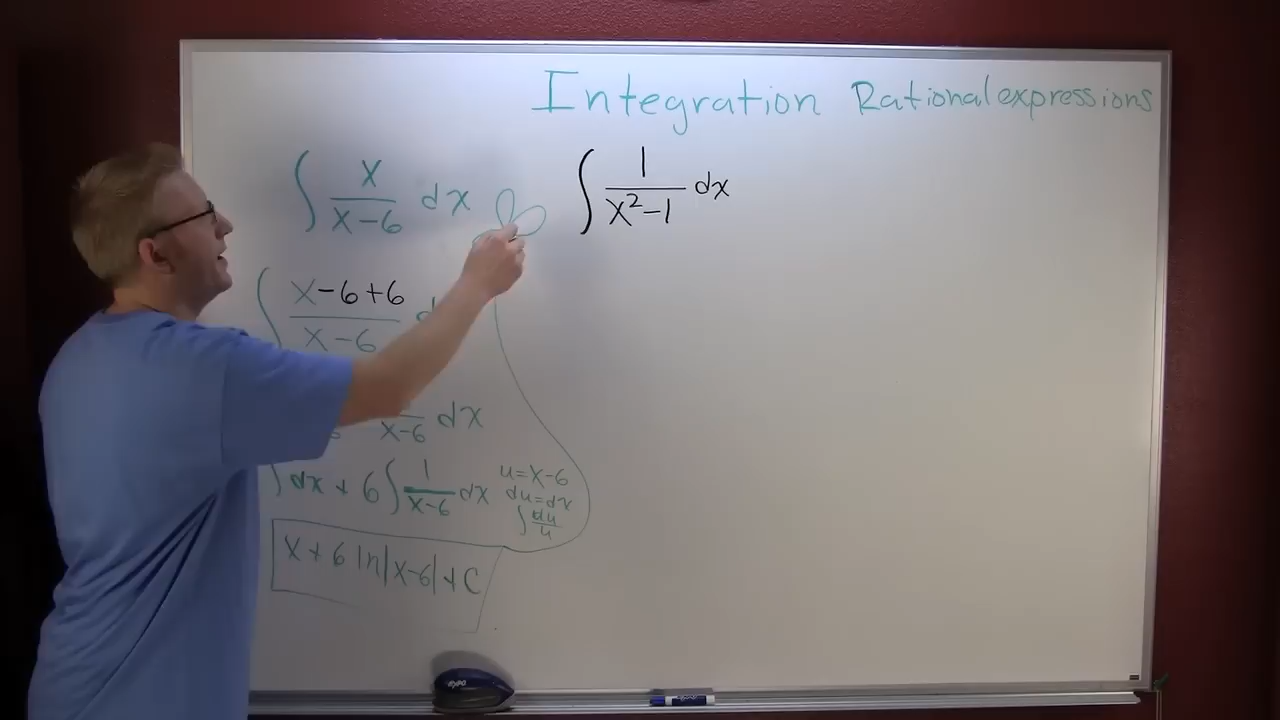 Integration Rational expressions
∫ x/(x-6) dx
∫ (x-6+6)/(x-6) d
x-6 dx
∫ dx + 6 ∫ 1/(x-6) dx
u=x-6
du=dx
∫ du/u
x + 6 ln|x-6| + C
∫ 1/(x²-1) dx
EXPO